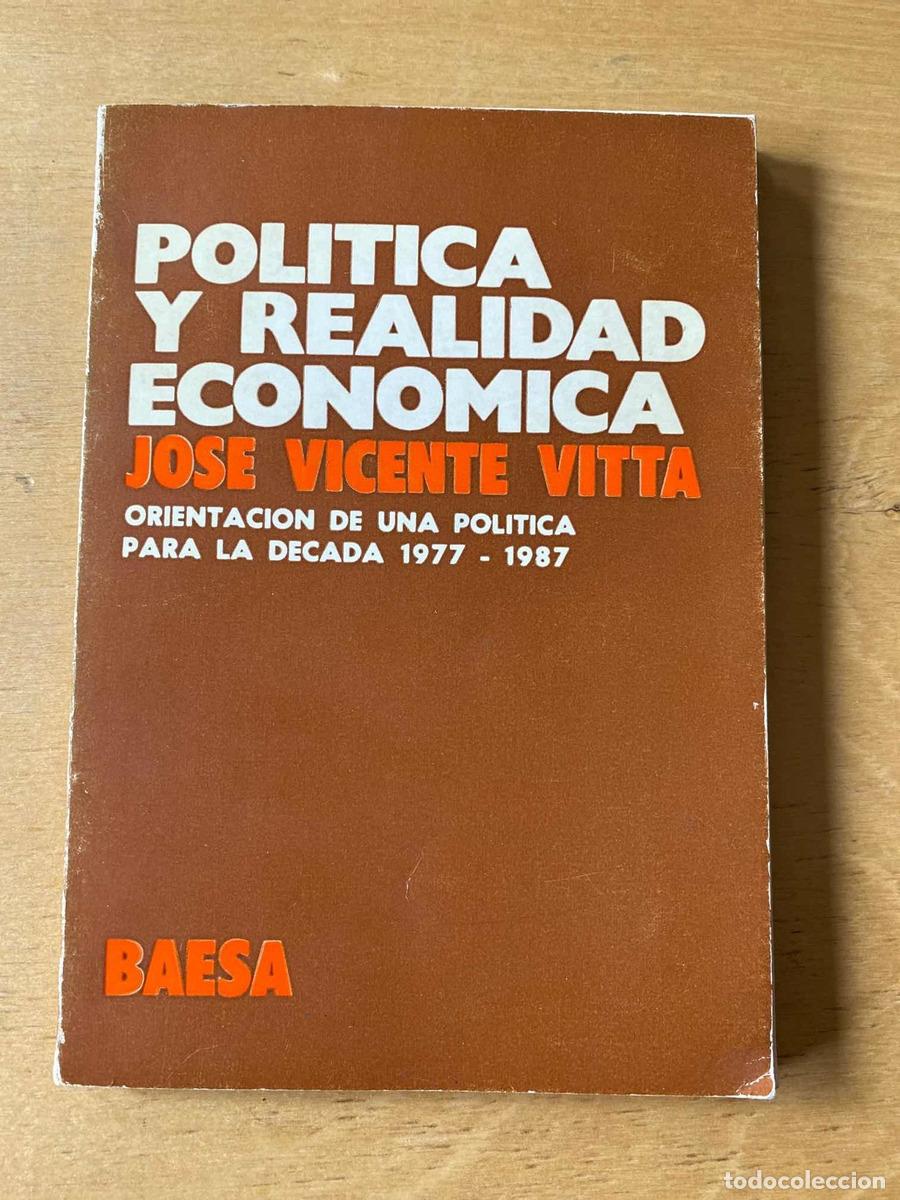 POLITICA
Y REALIDAD
ECONOMICA
JOSE VICENTE VITTA
ORIENTACION DE UNA POLITICA
PARA LA DECADA 1977 - 1987
BAESA
todocoleccion